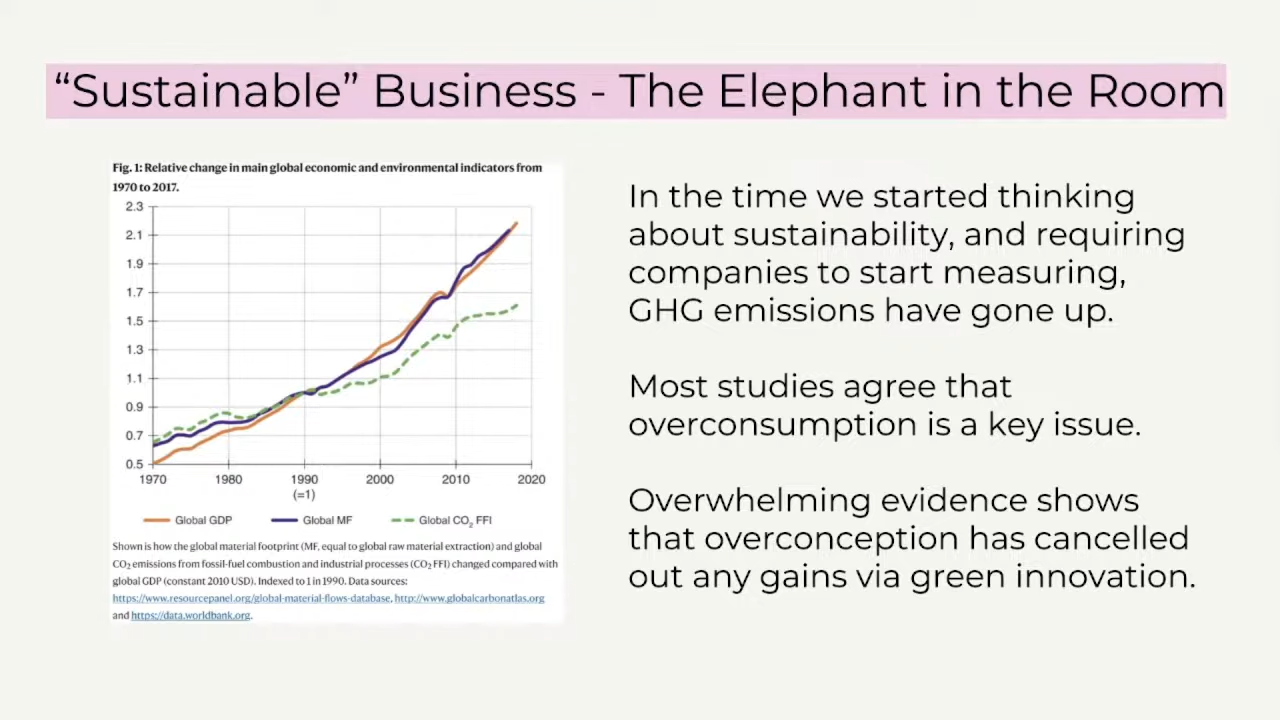 “Sustainable” Business - The Elephant in the Room
Fig. 1: Relative change in main global economic and environmental indicators from
1970 to 2017.
2.3
2.1
1.9
1.7
1.5
1.3
1.1
0.9
0.7
0.5
1970 1980 1990 2000 2010 2020
(=1)
Global GDP Global MF Global CO₂ FFI
Shown is how the global material footprint (MF, equal to global raw material extraction) and global
CO₂ emissions from fossil-fuel combustion and industrial processes (CO₂ FFI) changed compared with
global GDP (constant 2010 USD). Indexed to 1 in 1990. Data sources:
https://www.resourcepanel.org/global-material-flows-database, http://www.globalcarbonatlas.org
and https://data.worldbank.org.
In the time we started thinking
about sustainability, and requiring
companies to start measuring,
GHG emissions have gone up.
Most studies agree that
overconsumption is a key issue.
Overwhelming evidence shows
that overconception has cancelled
out any gains via green innovation.